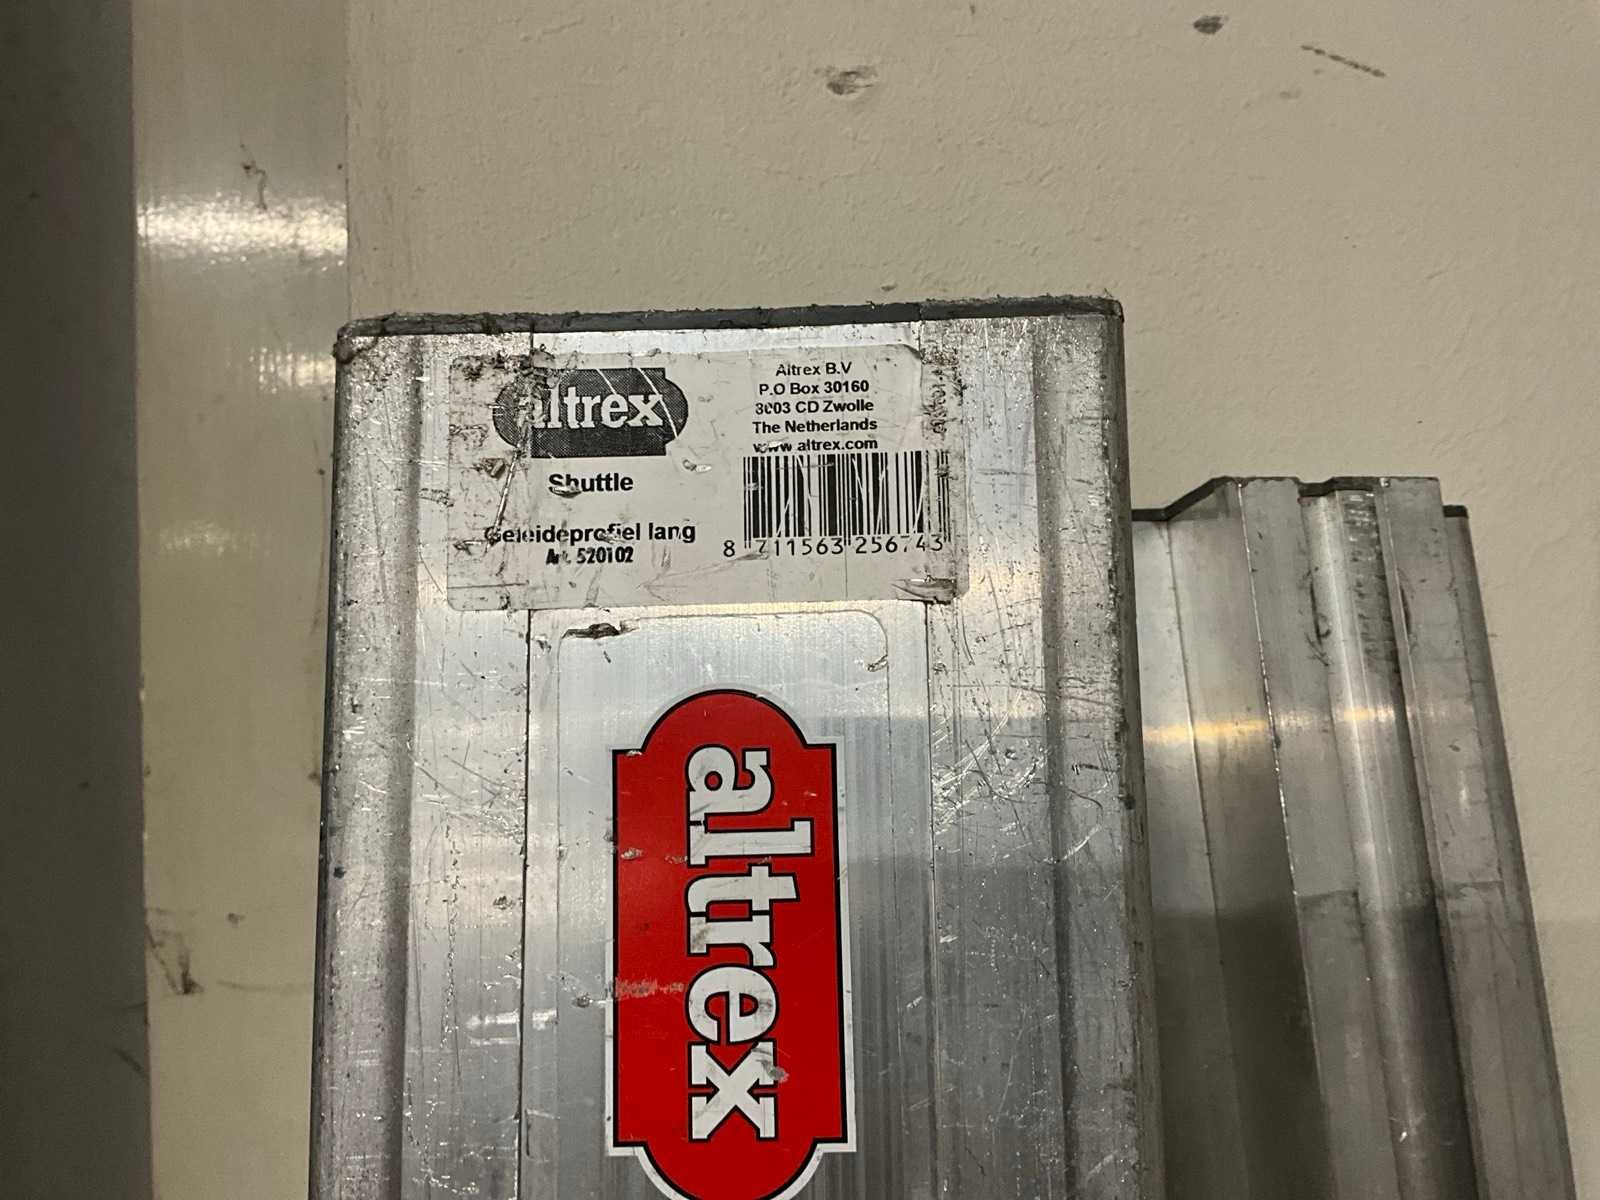 altrex
Shuttle
Geleideprofiel lang
Art. 520102
Altrex B.V
P.O Box 30160
8003 CD Zwolle
The Netherlands
www.altrex.com
8 711563 256743
altrex